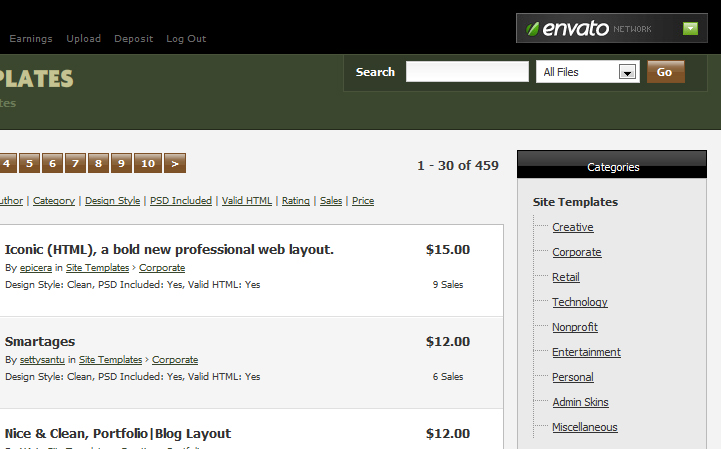 Earnings Upload Deposit Log Out
envato NETWORK
PLATES
Search All Files Go
4 5 6 7 8 9 10 >
1 - 30 of 459
Categories
Category | Design Style | PSD Included | Valid HTML | Rating | Sales | Price
Site Templates
Creative
Corporate
Retail
Technology
Nonprofit
Entertainment
Personal
Admin Skins
Miscellaneous
Iconic (HTML), a bold new professional web layout. $15.00
By epicera in Site Templates > Corporate
Design Style: Clean, PSD Included: Yes, Valid HTML: Yes 9 Sales
Smartages $12.00
By settysantu in Site Templates > Corporate
Design Style: Clean, PSD Included: Yes, Valid HTML: Yes 6 Sales
Nice & Clean, Portfolio|Blog Layout $12.00